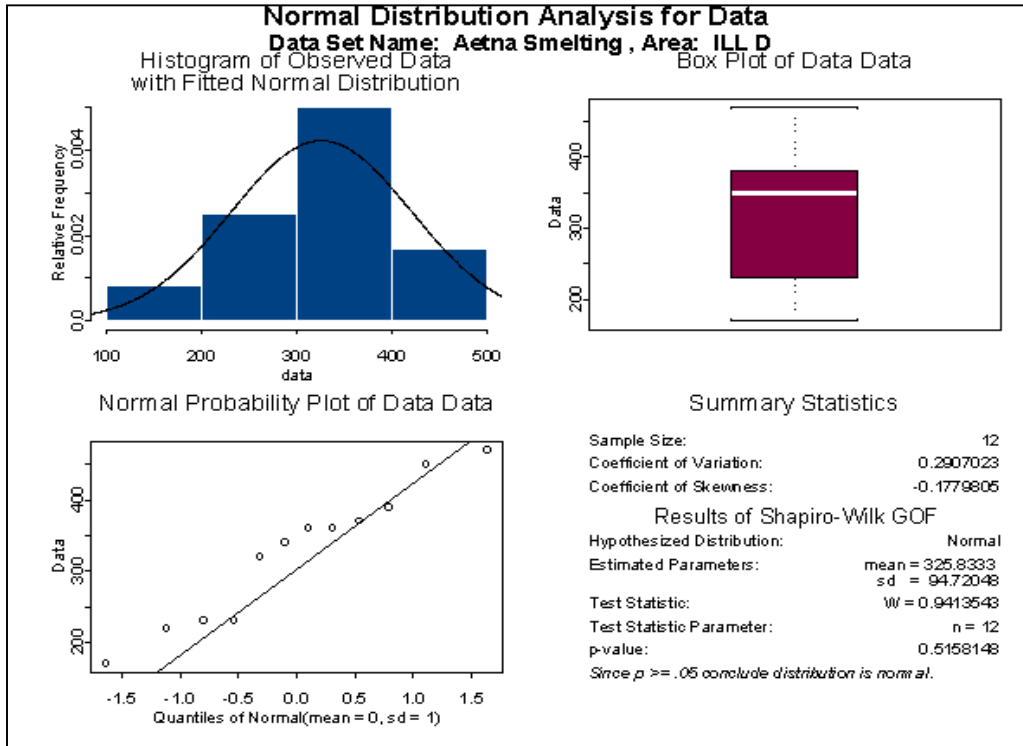 Normal Distribution Analysis for Data
Data Set Name: Aetna Smelting , Area: ILL D
Histogram of Observed Data
with Fitted Normal Distribution
Relative Frequency
0.0
0.002
0.004
100 200 300 400 500
data
Box Plot of Data Data
Data
200
300
400
Normal Probability Plot of Data Data
Data
200
300
400
-1.5 -1.0 -0.5 0.0 0.5 1.0 1.5
Quantiles of Normal(mean = 0, sd = 1)
Summary Statistics
Sample Size: 12
Coefficient of Variation: 0.2907023
Coefficient of Skewness: -0.1779805
Results of Shapiro-Wilk GOF
Hypothesized Distribution: Normal
Estimated Parameters: mean = 325.8333
sd = 94.72048
Test Statistic: W = 0.9413543
Test Statistic Parameter: n = 12
p-value: 0.5158148
Since p >= .05 conclude distribution is normal.